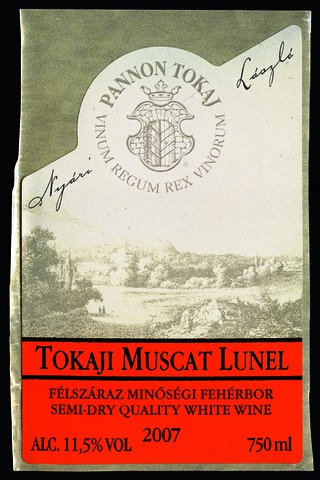 PANNON TOKAJ
VINUM REGUM REX VINORUM
Nyári László
TOKAJI MUSCAT LUNEL
FÉLSZÁRAZ MINŐSÉGI FEHÉRBOR
SEMI-DRY QUALITY WHITE WINE
ALC. 11,5% VOL 2007 750 ml